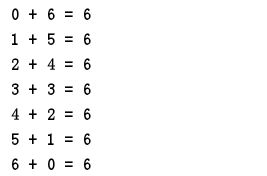 0 + 6 = 6
1 + 5 = 6
2 + 4 = 6
3 + 3 = 6
4 + 2 = 6
5 + 1 = 6
6 + 0 = 6